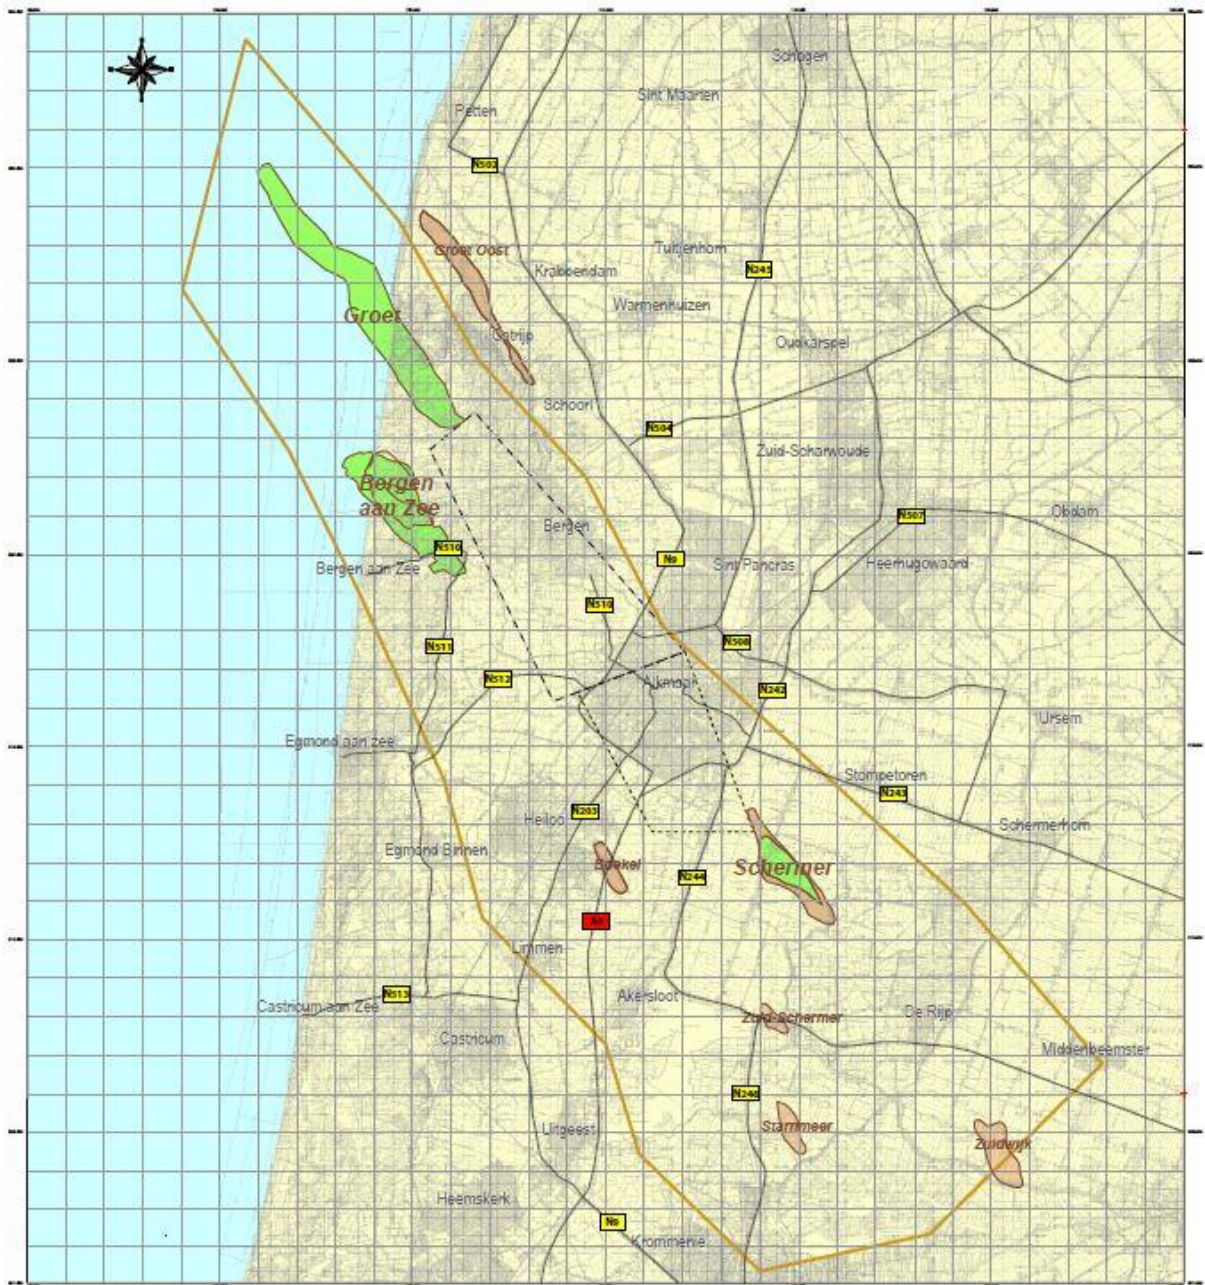 Schagen
Sint Maarten
Petten
N502
Groet Oost
Tuitjenhorn
Krabbendam
N245
Warmenhuizen
Groet
Catrijp
Oudkarspel
Schoorl
N504
Zuid-Scharwoude
Bergen
aan Zee
N507
Obdam
Bergen
N510
N9
Sint Pancras
Heerhugowaard
Bergen aan Zee
N510
N511
N508
N512
Alkmaar
N242
Ursem
Egmond aan zee
Stompetoren
N243
N203
Heiloo
Schermerhorn
Egmond Binnen
Boekel
Schermer
N244
A9
Limmen
N513
Castricum aan Zee
Akersloot
Zuid-Schermer
De Rijp
Castricum
Middenbeemster
N246
Uitgeest
Starnmeer
Zuidwijk
Heemskerk
N9
Krommenie